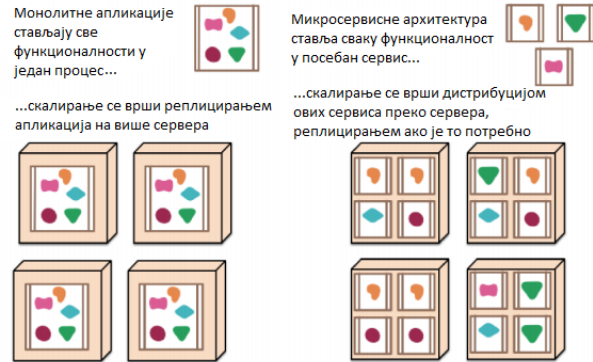 Монолитне апликације
стављају све
функционалности у
један процес...
...скалирање се врши реплицирањем
апликација на више сервера
Микросервисне архитектура
ставља сваку функционалност
у посебан сервис...
...скалирање се врши дистрибуцијом
ових сервиса преко сервера,
реплицирањем ако је то потребно